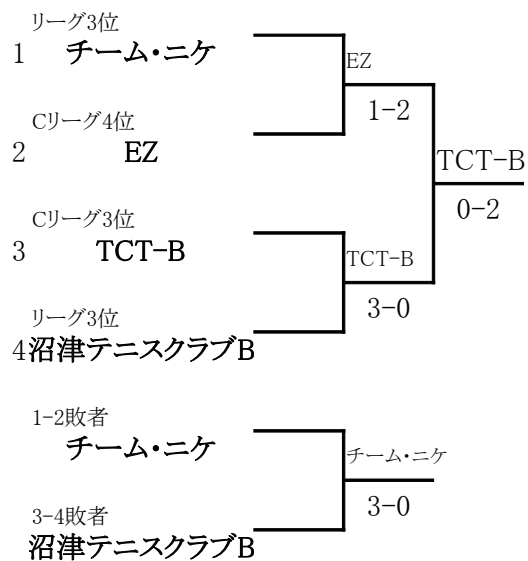 リーグ3位
1 チーム・ニケ
EZ
1-2
Cリーグ4位
2 EZ
TCT-B
0-2
Cリーグ3位
3 TCT-B
TCT-B
3-0
リーグ3位
4 沼津テニスクラブB
1-2敗者
チーム・ニケ
チーム・ニケ
3-0
3-4敗者
沼津テニスクラブB